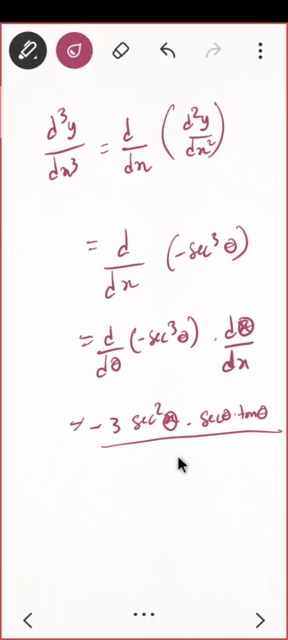 d³y/dx³ = d/dx (d²y/dx²)
= d/dx (-sec³θ)
= d/dθ (-sec³θ) · dθ/dx
-3 sec²θ · secθ·tanθ